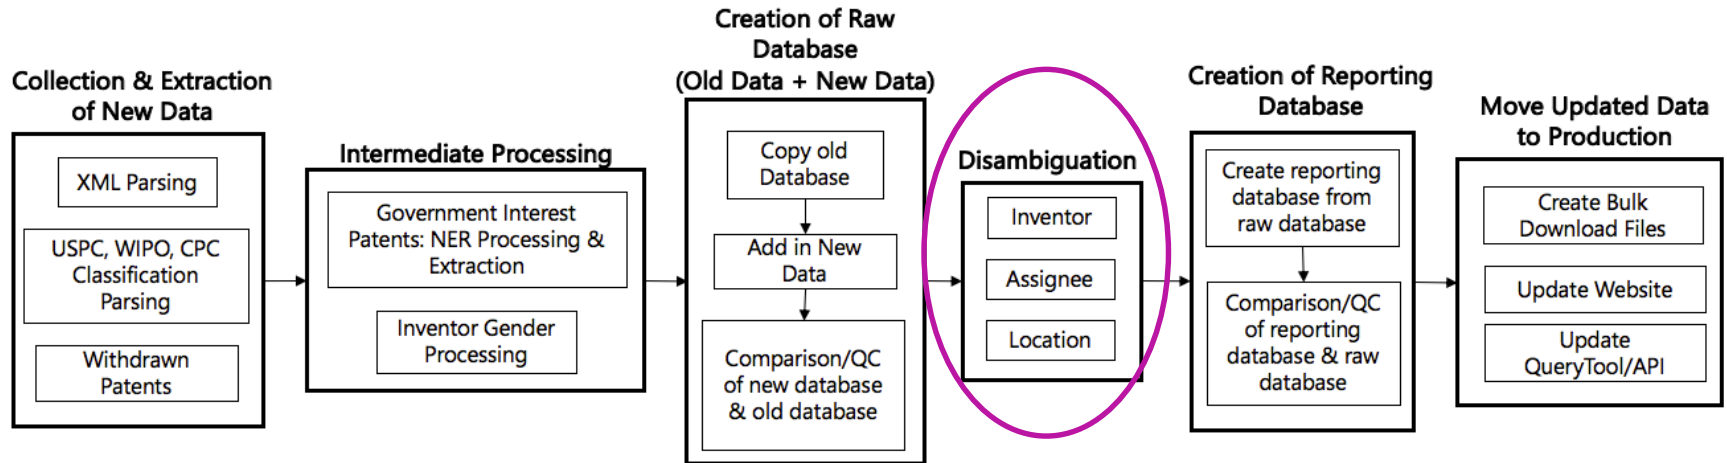 Collection & Extraction
of New Data
XML Parsing
USPC, WIPO, CPC
Classification
Parsing
Withdrawn
Patents
Intermediate Processing
Government Interest
Patents: NER Processing &
Extraction
Inventor Gender
Processing
Creation of Raw
Database
(Old Data + New Data)
Copy old
Database
Add in New
Data
Comparison/QC
of new database
& old database
Disambiguation
Inventor
Assignee
Location
Creation of Reporting
Database
Create reporting
database from
raw database
Comparison/QC
of reporting
database & raw
database
Move Updated Data
to Production
Create Bulk
Download Files
Update Website
Update
QueryTool/API